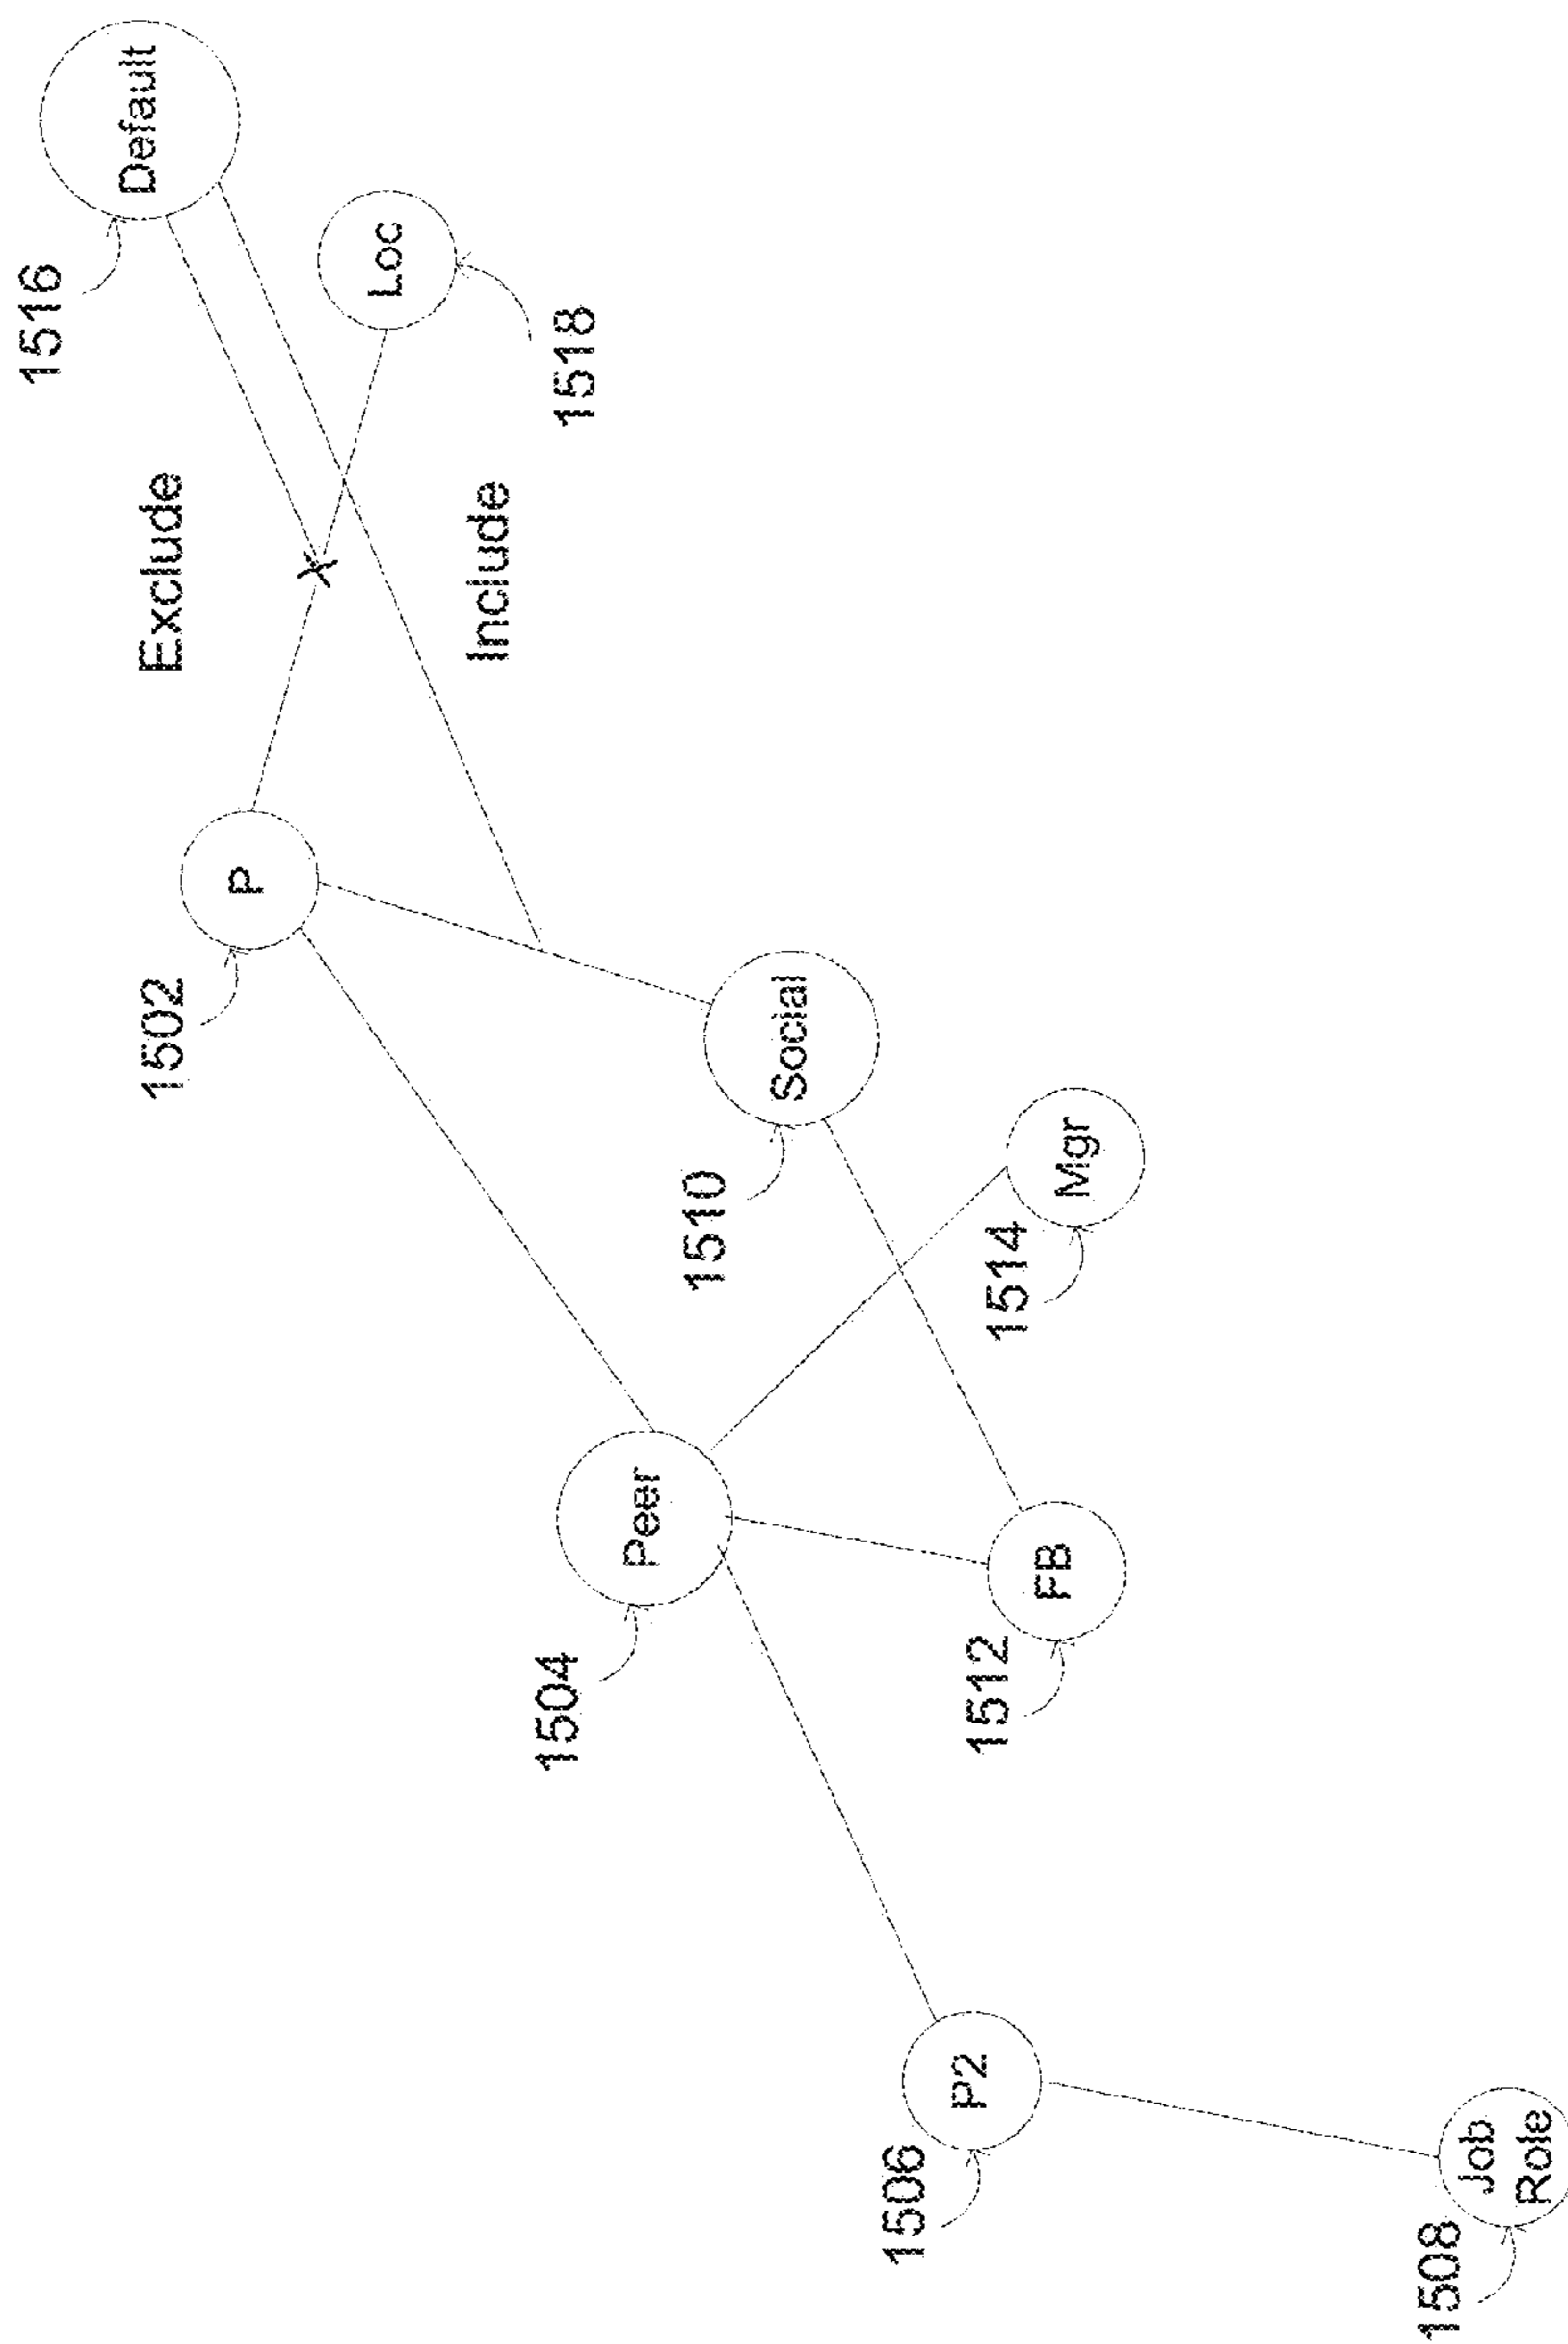 1516
Default
Loc
1518
Exclude
Include
1502
P
1510
Social
1514
Mgr
1504
Peer
1512
FB
1506
P2
1508
Job
Role